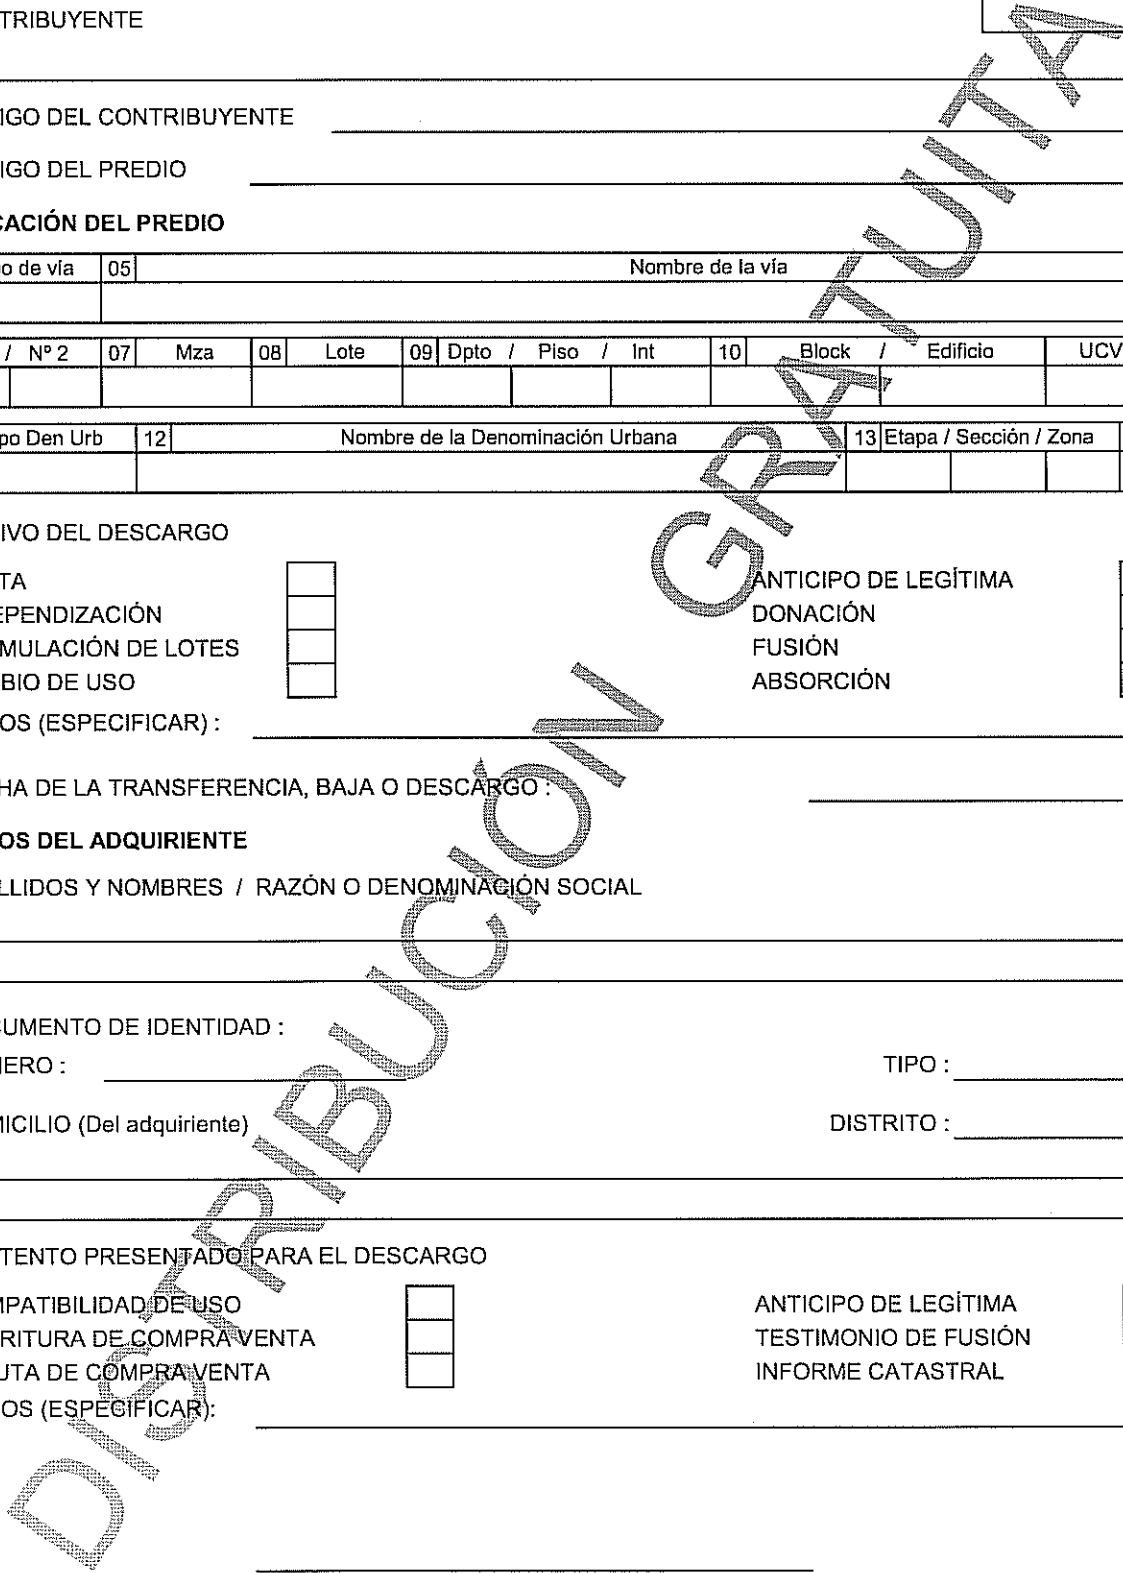 TRIBUYENTE
IGO DEL CONTRIBUYENTE
IGO DEL PREDIO
CACIÓN DEL PREDIO
o de vía 05 Nombre de la vía
/ Nº 2 07 Mza 08 Lote 09 Dpto / Piso / Int 10 Block / Edificio UCV
po Den Urb 12 Nombre de la Denominación Urbana 13 Etapa / Sección / Zona
IVO DEL DESCARGO
TA ANTICIPO DE LEGÍTIMA
EPENDIZACIÓN DONACIÓN
MULACIÓN DE LOTES FUSIÓN
BIO DE USO ABSORCIÓN
OS (ESPECIFICAR) :
HA DE LA TRANSFERENCIA, BAJA O DESCARGO :
OS DEL ADQUIRIENTE
LLIDOS Y NOMBRES / RAZÓN O DENOMINACIÓN SOCIAL
CUMENTO DE IDENTIDAD :
MERO : TIPO :
MICILIO (Del adquiriente) DISTRITO :
TENTO PRESENTADO PARA EL DESCARGO
MPATIBILIDAD DE USO ANTICIPO DE LEGÍTIMA
RITURA DE COMPRA VENTA TESTIMONIO DE FUSIÓN
UTA DE COMPRA VENTA INFORME CATASTRAL
OS (ESPECIFICAR):
DISTRIBUCIÓN GRATUITA